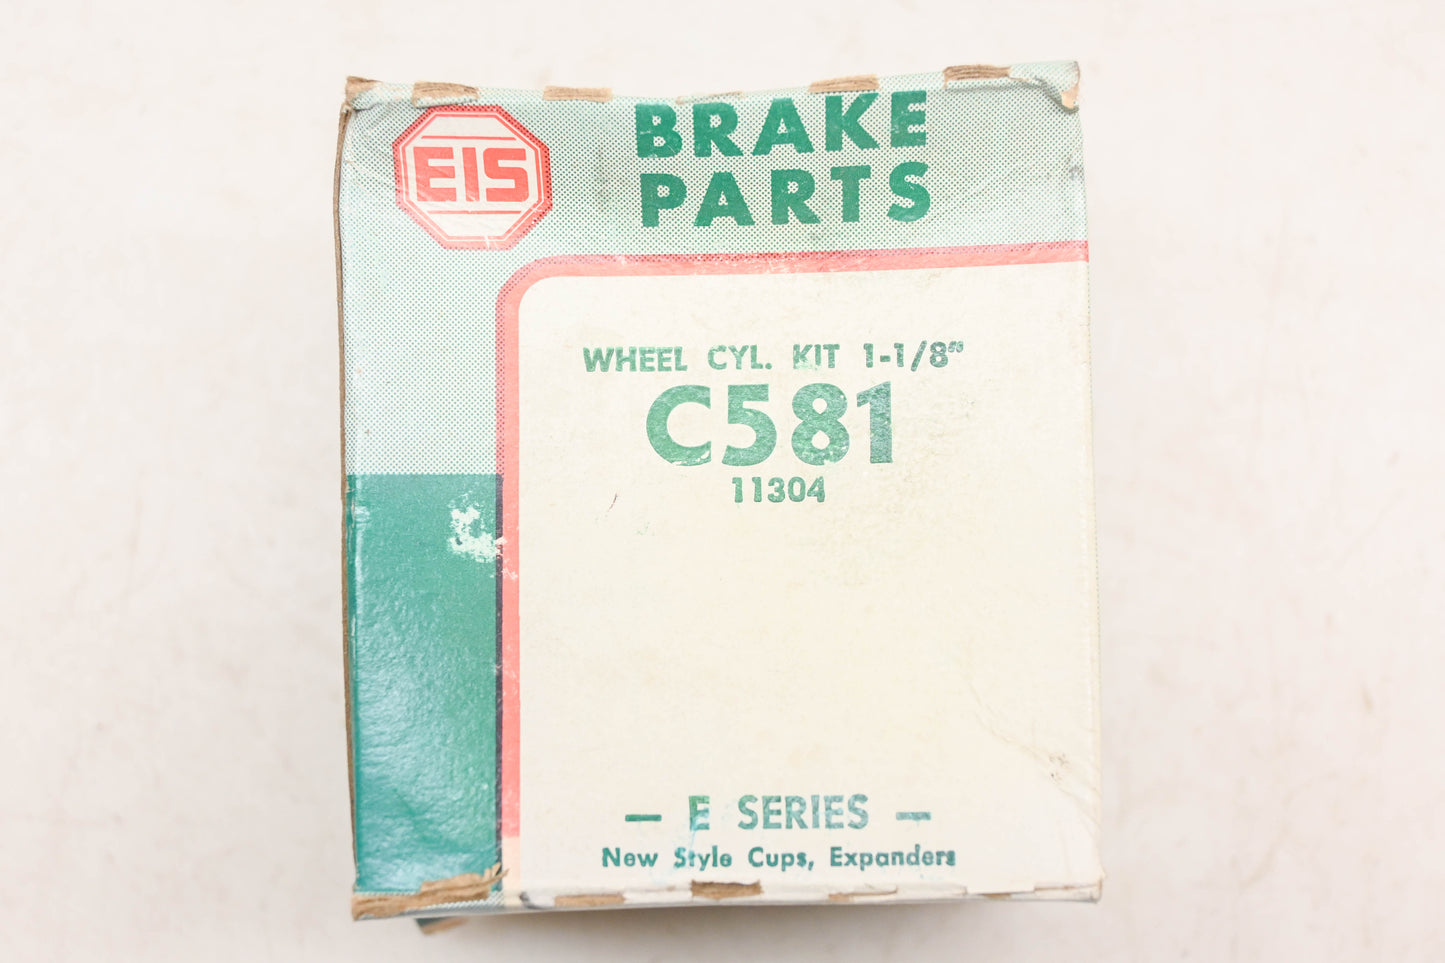 EIS
BRAKE
PARTS
WHEEL CYL. KIT 1-1/8"
C581
11304
— E SERIES —
New Style Cups, Expanders